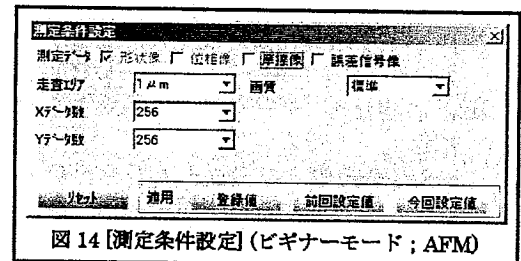 測定条件設定
測定データ 形状像 位相像 摩擦像 誤差信号像
走査エリア 1μm 画質 標準
Xデータ数 256
Yデータ数 256
リセット 適用 登録値 前回設定値 今回設定値
図 14 [測定条件設定] (ビギナーモード ; AFM)